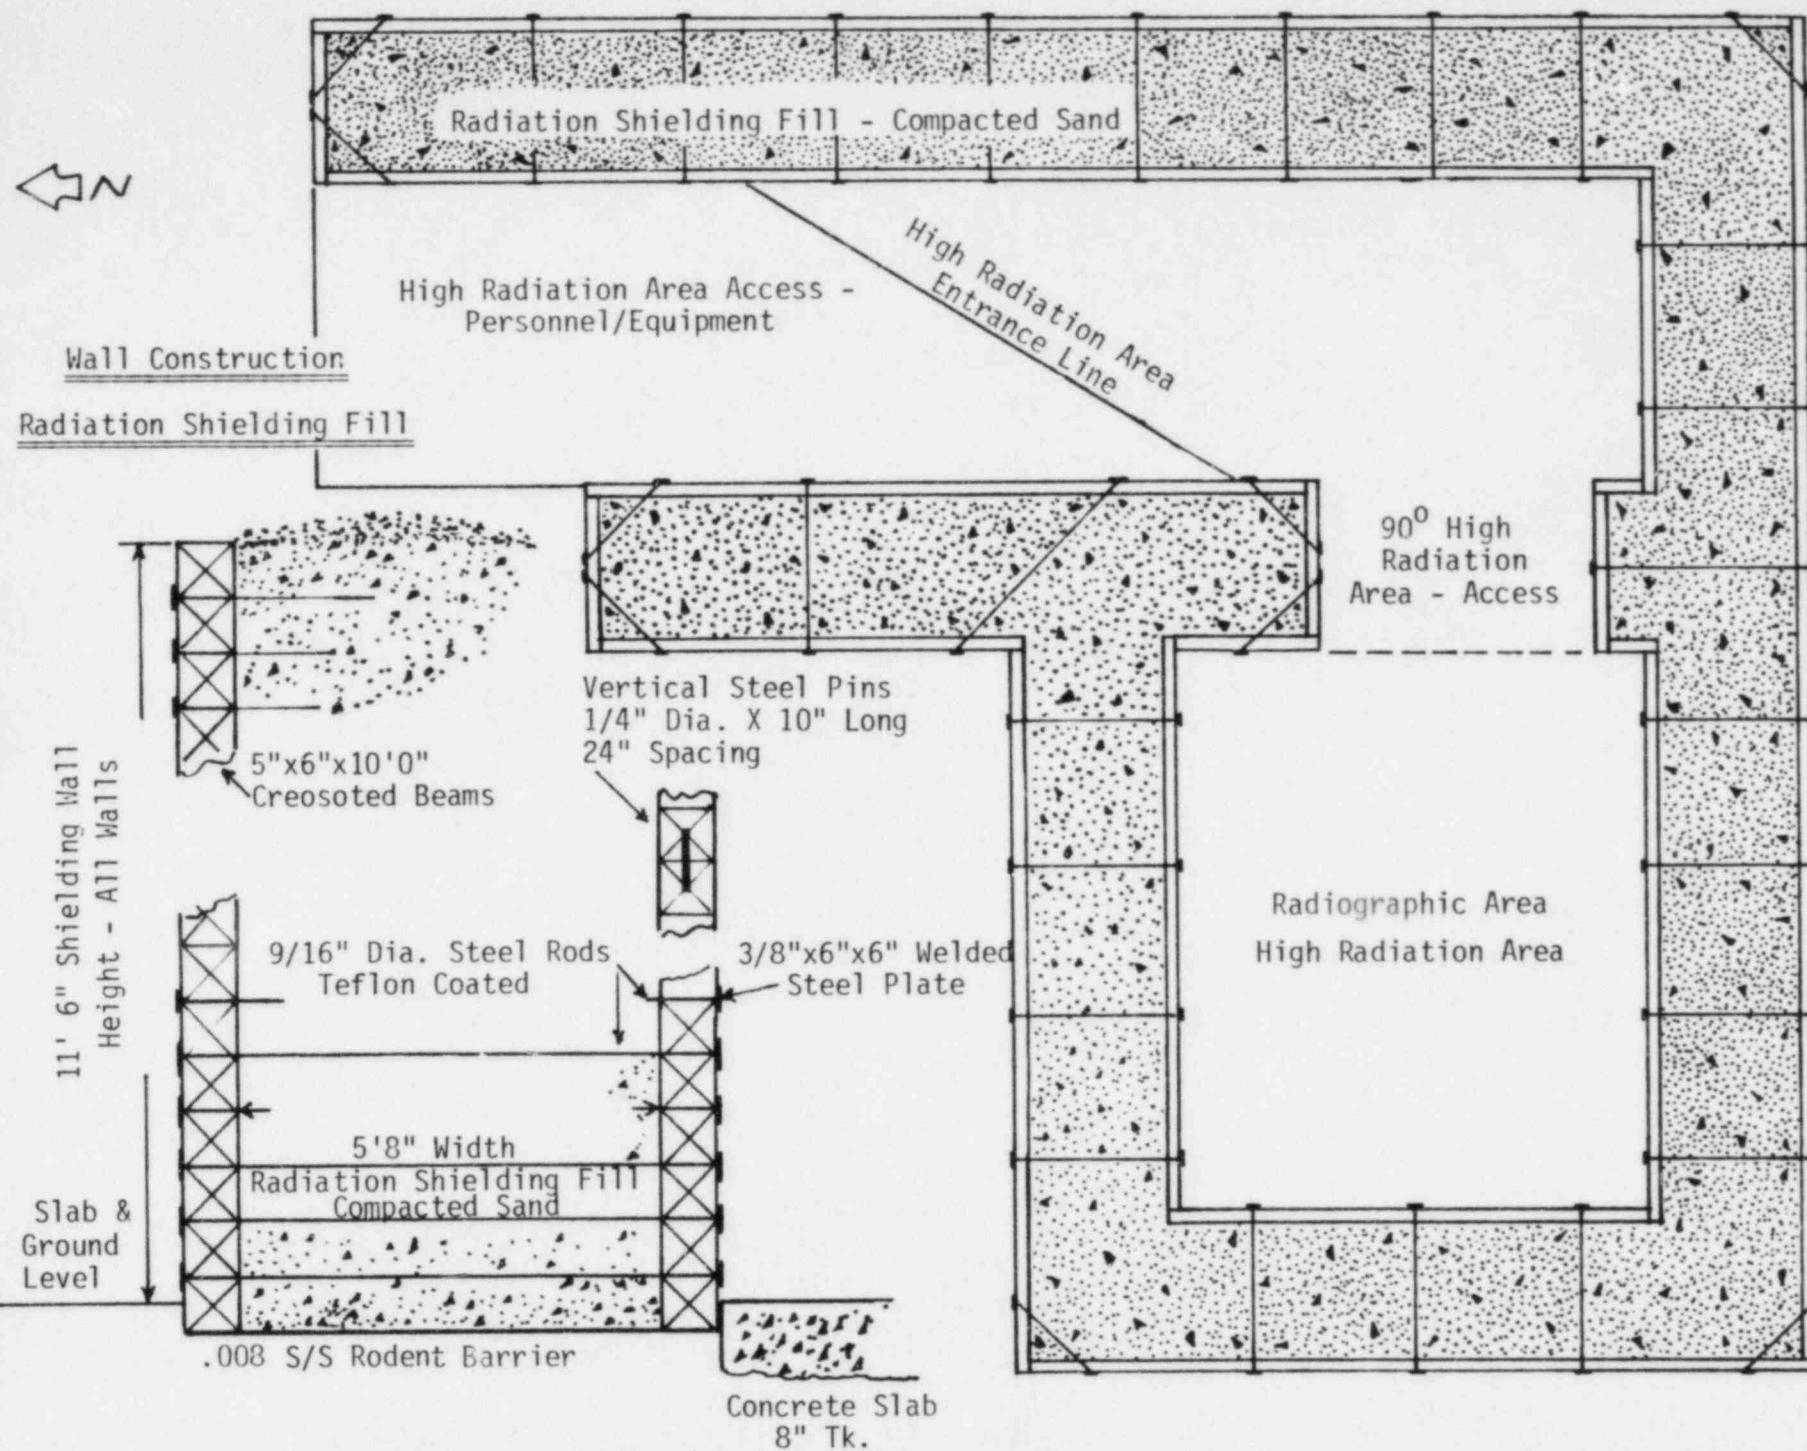 Radiation Shielding Fill - Compacted Sand
N
High Radiation Area Access -
Personnel/Equipment
High Radiation Area
Entrance Line
Wall Construction
Radiation Shielding Fill
90° High
Radiation
Area - Access
Vertical Steel Pins
1/4" Dia. X 10" Long
24" Spacing
5"x6"x10'0"
Creosoted Beams
11' 6" Shielding Wall
Height - All Walls
9/16" Dia. Steel Rods
Teflon Coated
3/8"x6"x6" Welded
Steel Plate
Radiographic Area
High Radiation Area
5'8" Width
Radiation Shielding Fill
Compacted Sand
Slab &
Ground
Level
.008 S/S Rodent Barrier
Concrete Slab
8" Tk.